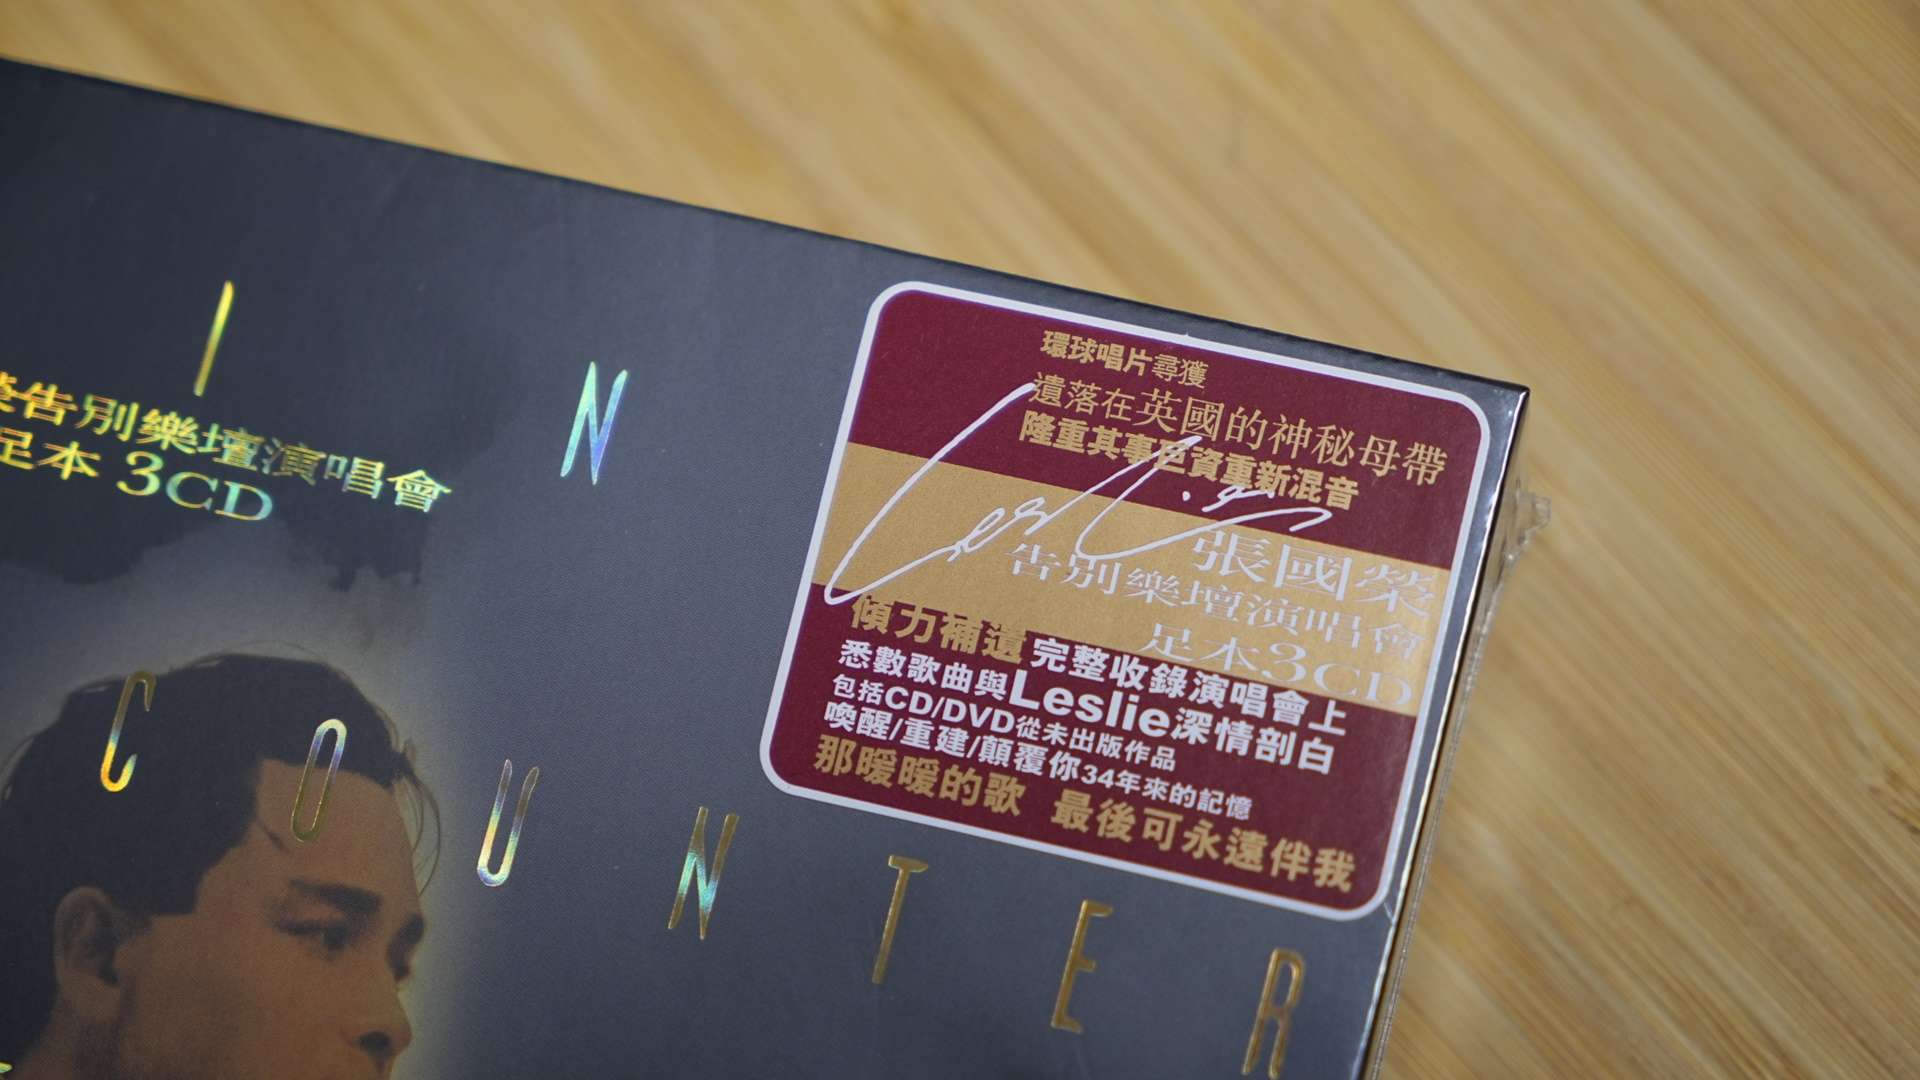 I N
告別樂壇演唱會
足本 3CD
C O U N T E R
環球唱片尋獲
遺落在英國的神秘母帶
隆重其事巨資重新混音
Leslie
張國榮
告別樂壇演唱會
足本3CD
傾力補遺 完整收錄演唱會上
悉數歌曲與Leslie深情剖白
包括CD/DVD從未出版作品
喚醒/重建/顛覆你34年來的記憶
那暖暖的歌 最後可永遠伴我